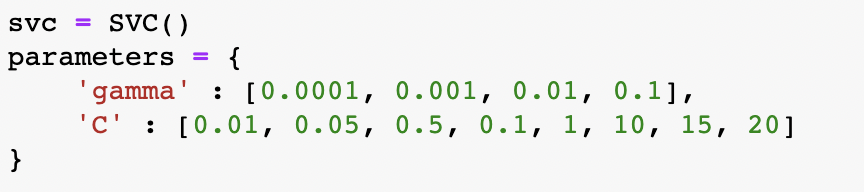 svc = SVC()
parameters = {
    'gamma' : [0.0001, 0.001, 0.01, 0.1],
    'C' : [0.01, 0.05, 0.5, 0.1, 1, 10, 15, 20]
}